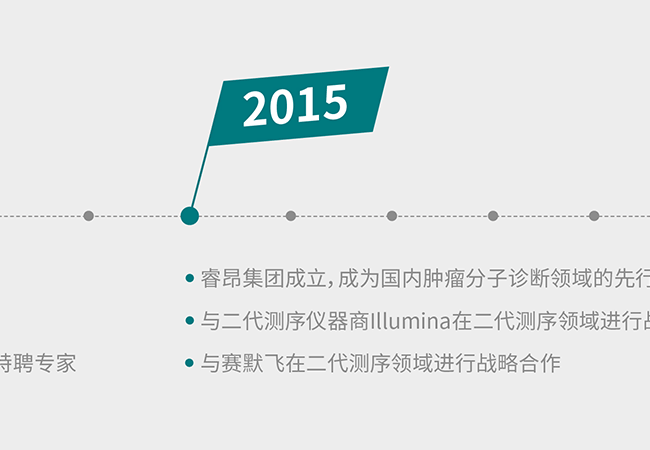 2015
睿昂集团成立，成为国内肿瘤分子诊断领域的先行
与二代测序仪器商Illumina在二代测序领域进行
特聘专家
与赛默飞在二代测序领域进行战略合作